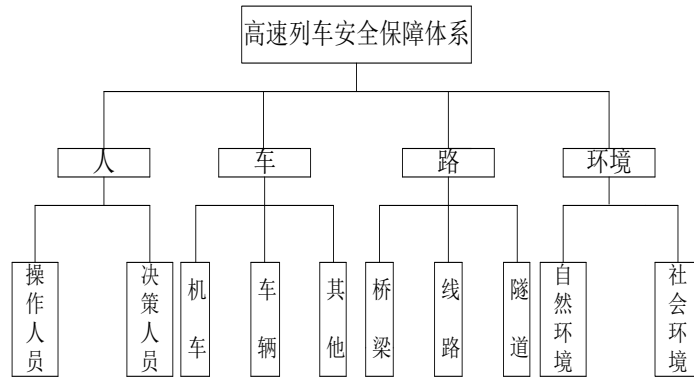 高速列车安全保障体系
人
车
路
环境
操作人员
决策人员
机车
车辆
其他
桥梁
线路
隧道
自然环境
社会环境